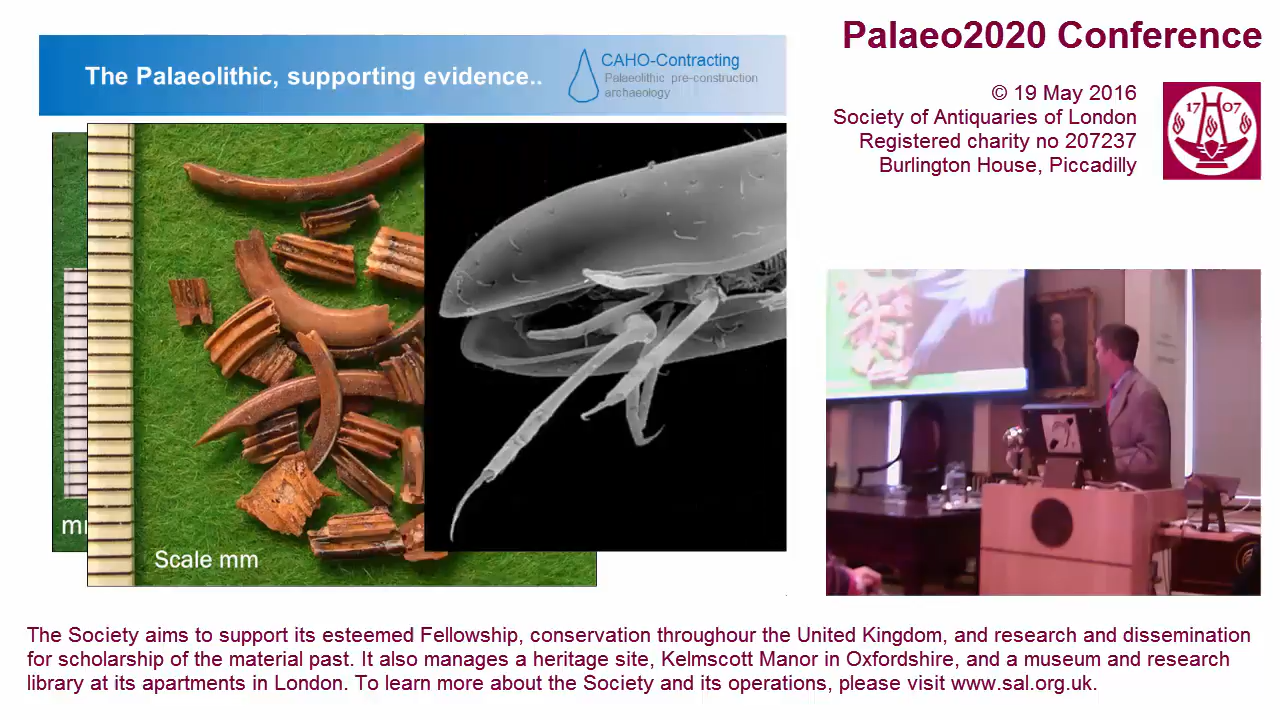 Palaeo2020 Conference
The Palaeolithic, supporting evidence..
CAHO-Contracting
Palaeolithic pre-construction
archaeology
© 19 May 2016
Society of Antiquaries of London
Registered charity no 207237
Burlington House, Piccadilly
17 07
mm
Scale mm
The Society aims to support its esteemed Fellowship, conservation throughour the United Kingdom, and research and dissemination
for scholarship of the material past. It also manages a heritage site, Kelmscott Manor in Oxfordshire, and a museum and research
library at its apartments in London. To learn more about the Society and its operations, please visit www.sal.org.uk.